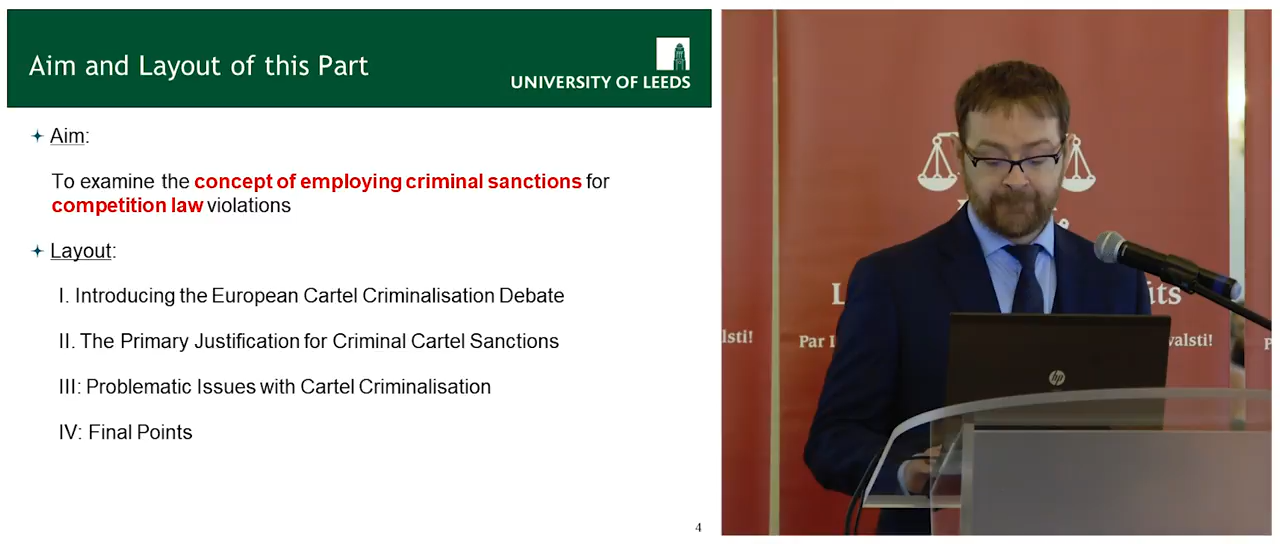 Aim and Layout of this Part
UNIVERSITY OF LEEDS
Aim:
To examine the concept of employing criminal sanctions for
competition law violations
Layout:
I. Introducing the European Cartel Criminalisation Debate
II. The Primary Justification for Criminal Cartel Sanctions
III: Problematic Issues with Cartel Criminalisation
IV: Final Points
4
Par
valsti!
hp